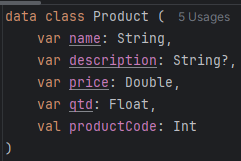 data class Product ( 5 Usages
var name: String,
var description: String?,
var price: Double,
var qtd: Float,
val productCode: Int
)